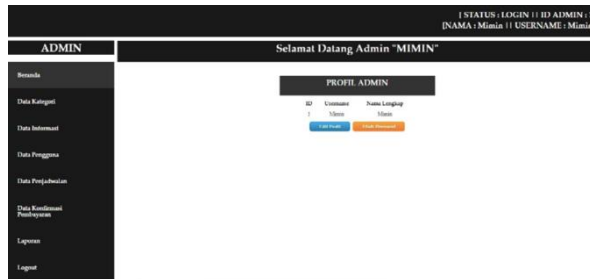 [ STATUS : LOGIN || ID ADMIN :
[NAMA : Mimin || USERNAME : Mimin
ADMIN
Selamat Datang Admin "MIMIN"
Beranda
Data Kategori
Data Informasi
Data Pengguna
Data Penjadwalan
Data Konfirmasi
Pembayaran
Laporan
Logout
PROFIL ADMIN
ID Username Nama Lengkap
1 Mimin Mimin
Edit Profil